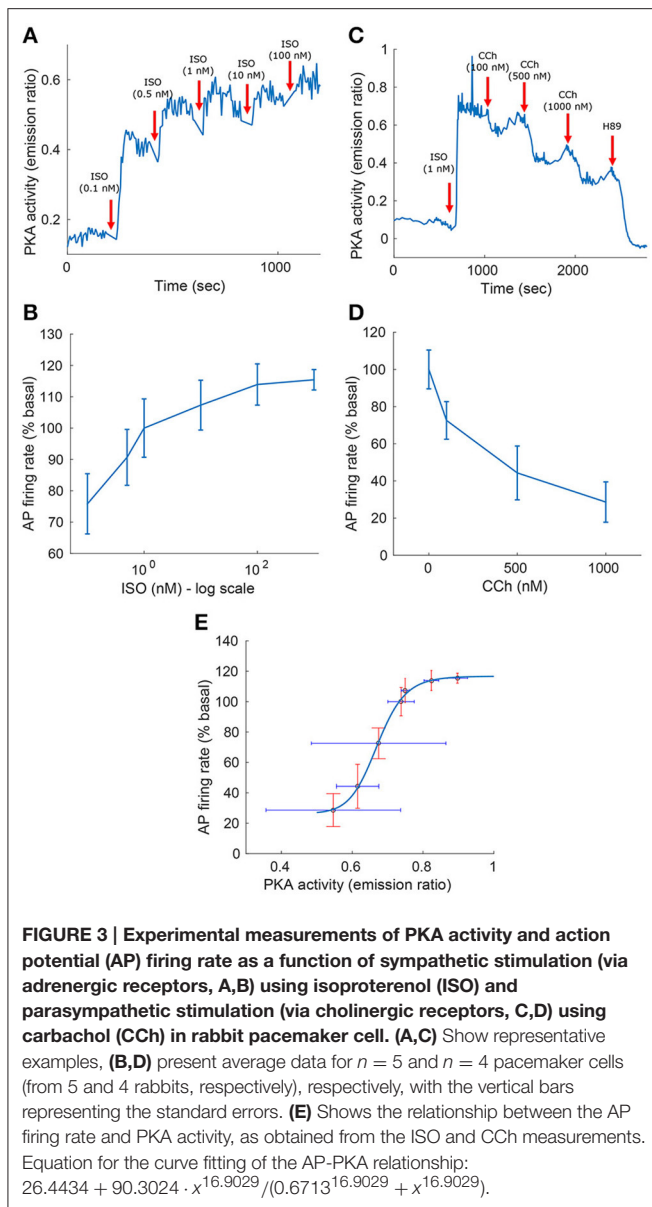 A
PKA activity (emission ratio)
0.6
0.4
0.2
ISO
(0.1 nM)
ISO
(0.5 nM)
ISO
(1 nM)
ISO
(10 nM)
ISO
(100 nM)
0
1000
Time (sec)
C
PKA activity (emission ratio)
1
0.8
0.6
0.4
0.2
0
ISO
(1 nM)
CCh
(100 nM)
CCh
(500 nM)
CCh
(1000 nM)
H89
0
1000
2000
Time (sec)
B
AP firing rate (% basal)
130
120
110
100
90
80
70
60
10^0
10^2
ISO (nM) - log scale
D
AP firing rate (% basal)
120
100
80
60
40
20
0
0
500
1000
CCh (nM)
E
AP firing rate (% basal)
140
120
100
80
60
40
20
0
0.4
0.6
0.8
1
PKA activity (emission ratio)
FIGURE 3 | Experimental measurements of PKA activity and action
potential (AP) firing rate as a function of sympathetic stimulation (via
adrenergic receptors, A,B) using isoproterenol (ISO) and
parasympathetic stimulation (via cholinergic receptors, C,D) using
carbachol (CCh) in rabbit pacemaker cell. (A,C) Show representative
examples, (B,D) present average data for n = 5 and n = 4 pacemaker cells
(from 5 and 4 rabbits, respectively), respectively, with the vertical bars
representing the standard errors. (E) Shows the relationship between the AP
firing rate and PKA activity, as obtained from the ISO and CCh measurements.
Equation for the curve fitting of the AP-PKA relationship:
26.4434 + 90.3024 · x^16.9029/(0.6713^16.9029 + x^16.9029).